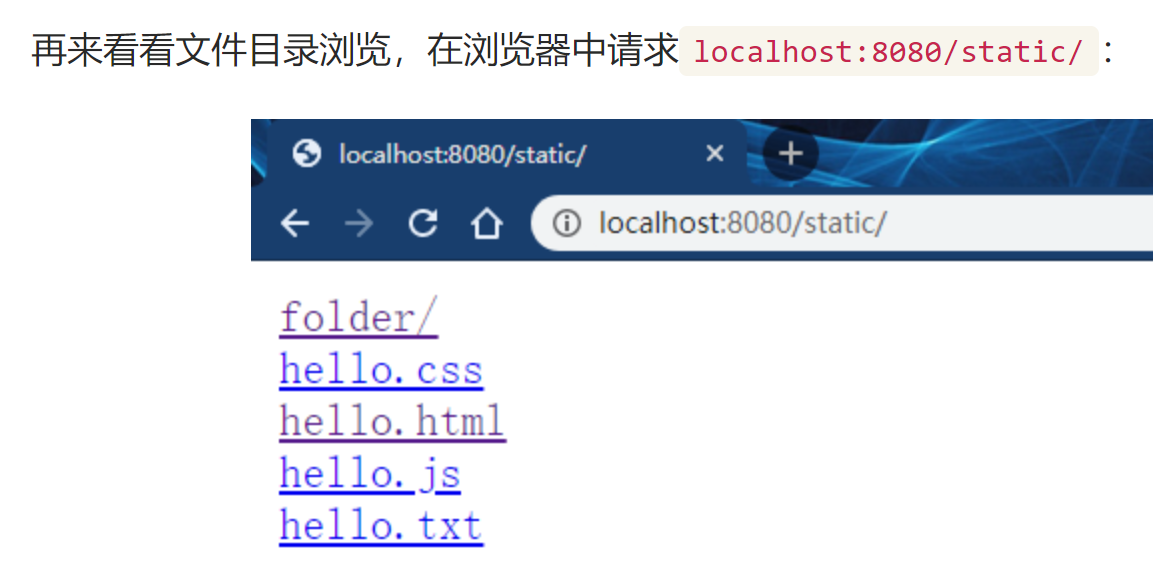 再来看看文件目录浏览，在浏览器中请求localhost:8080/static/：
localhost:8080/static/
localhost:8080/static/
folder/
hello.css
hello.html
hello.js
hello.txt